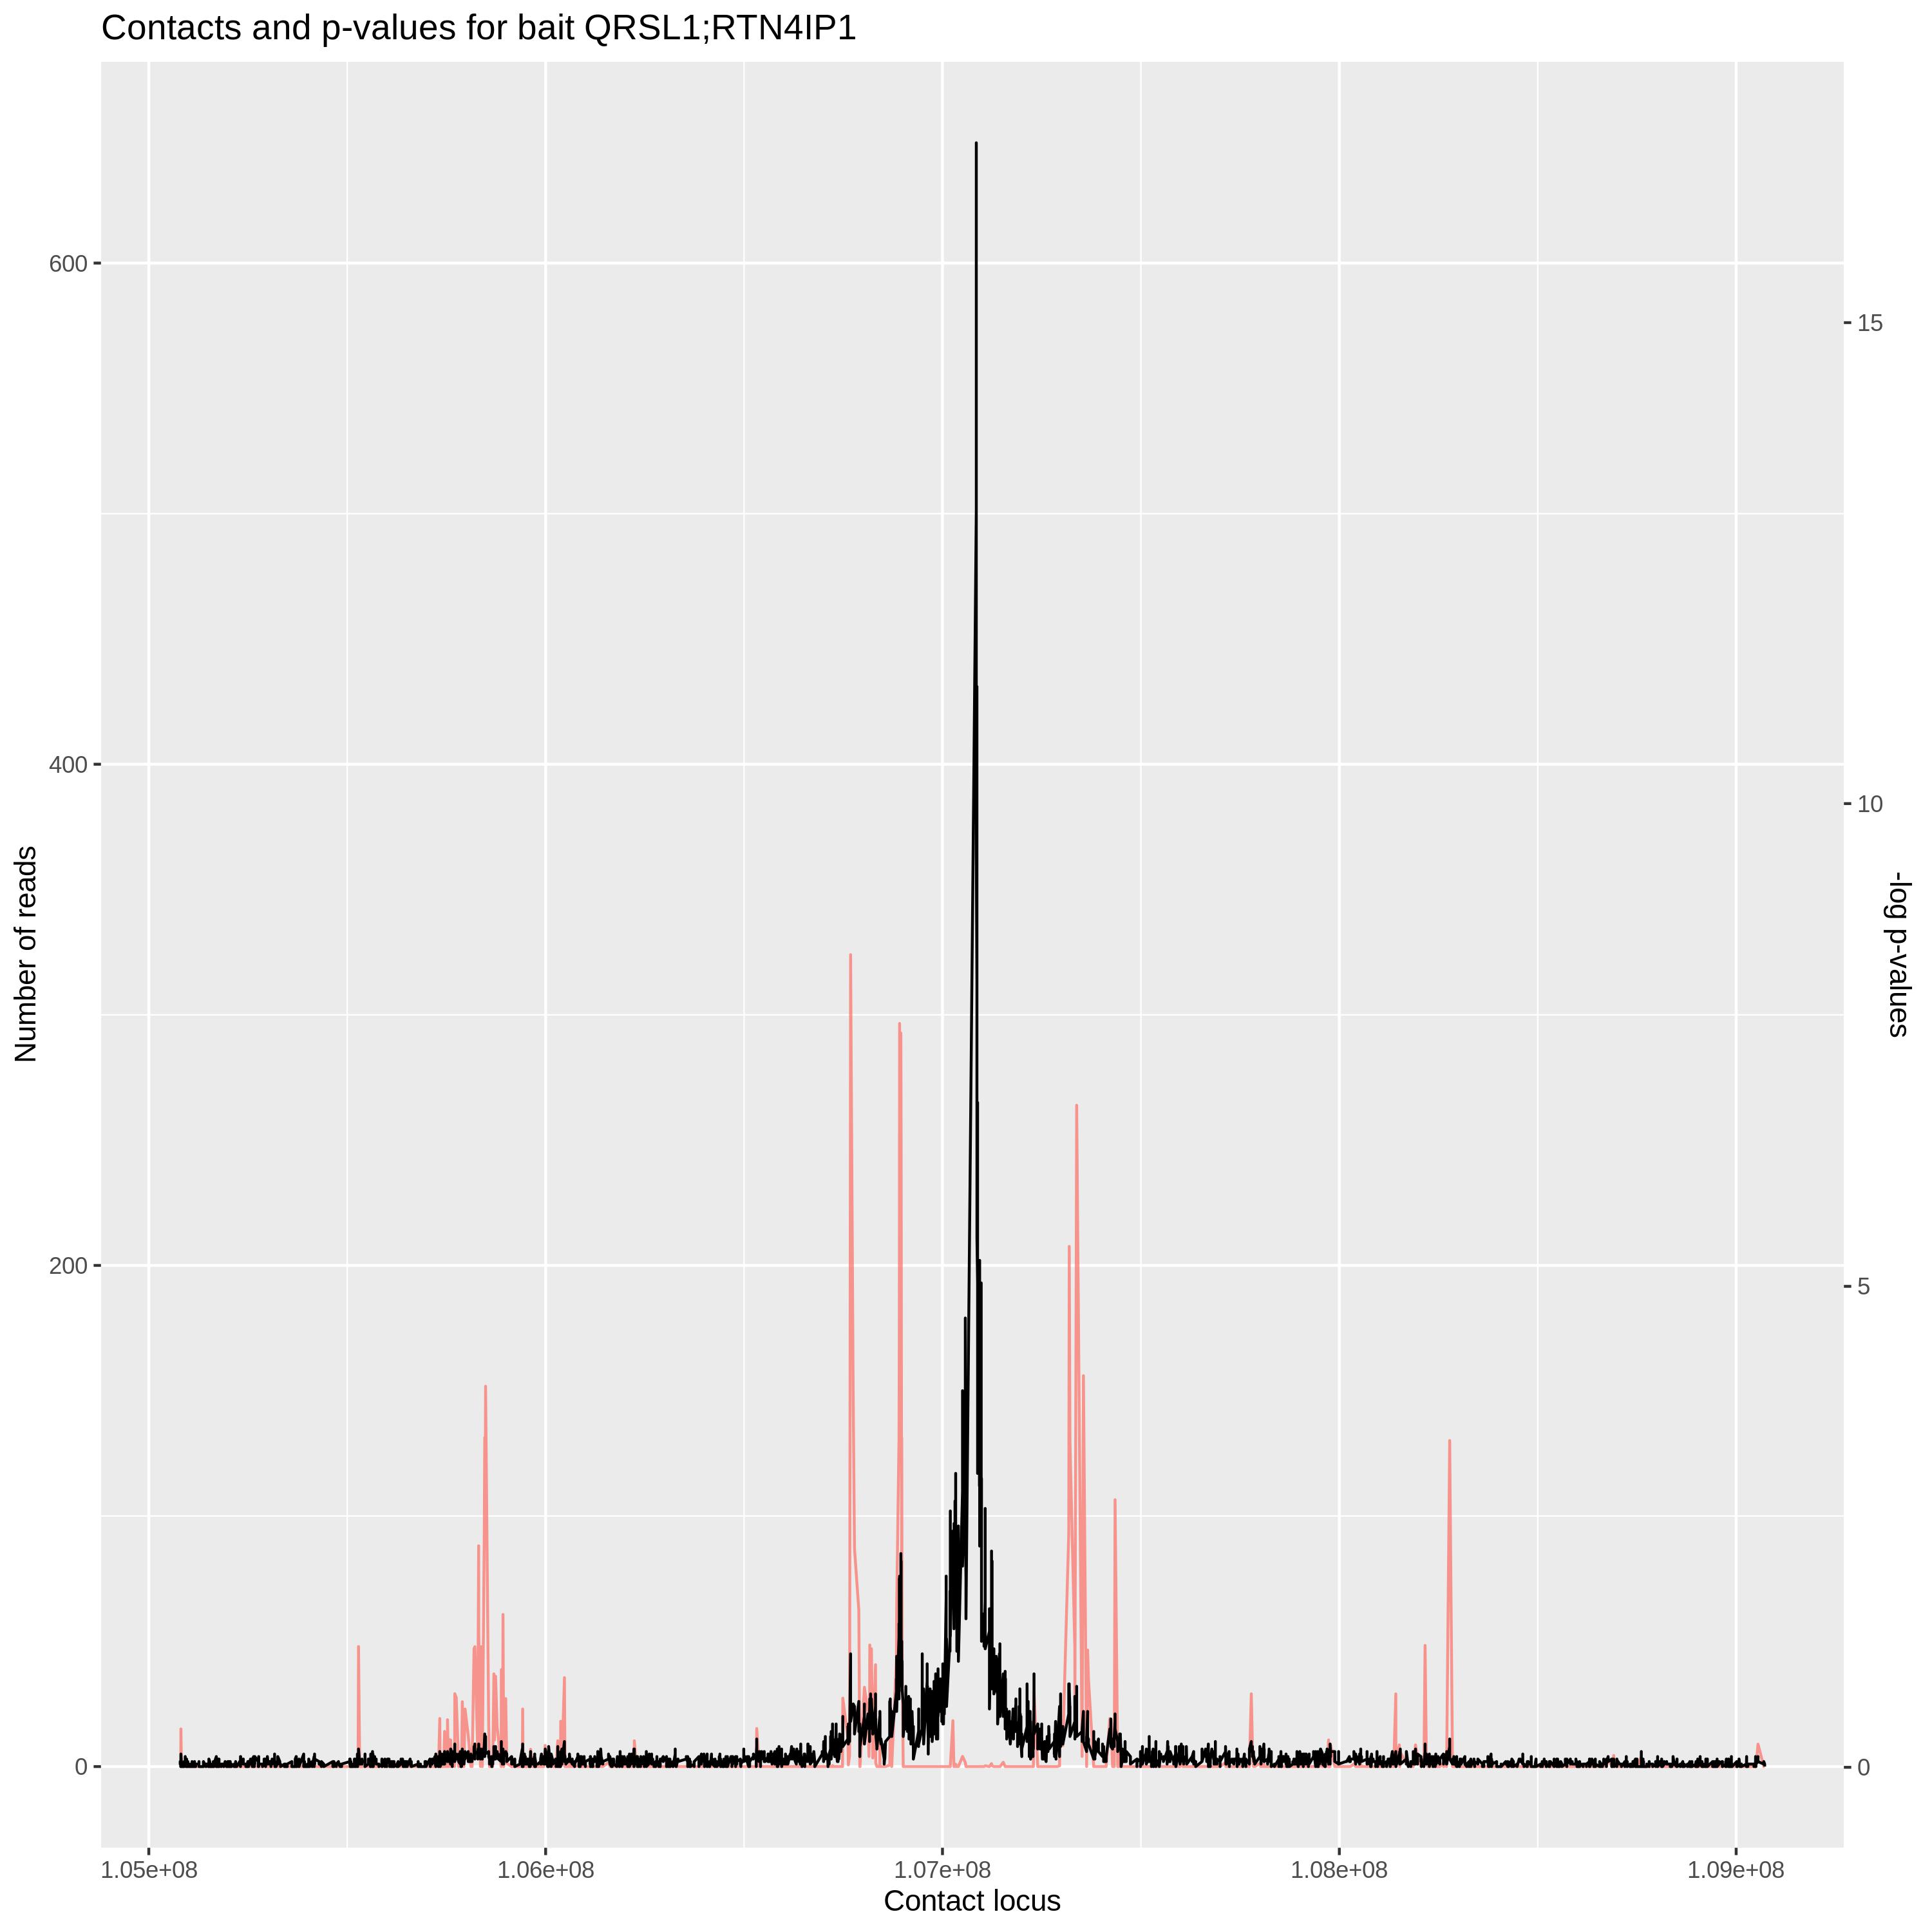 Contacts and p-values for bait QRSL1;RTN4IP1
600
400
200
0
Number of reads
15
10
5
0
-log p-values
1.05e+08
1.06e+08
1.07e+08
1.08e+08
1.09e+08
Contact locus